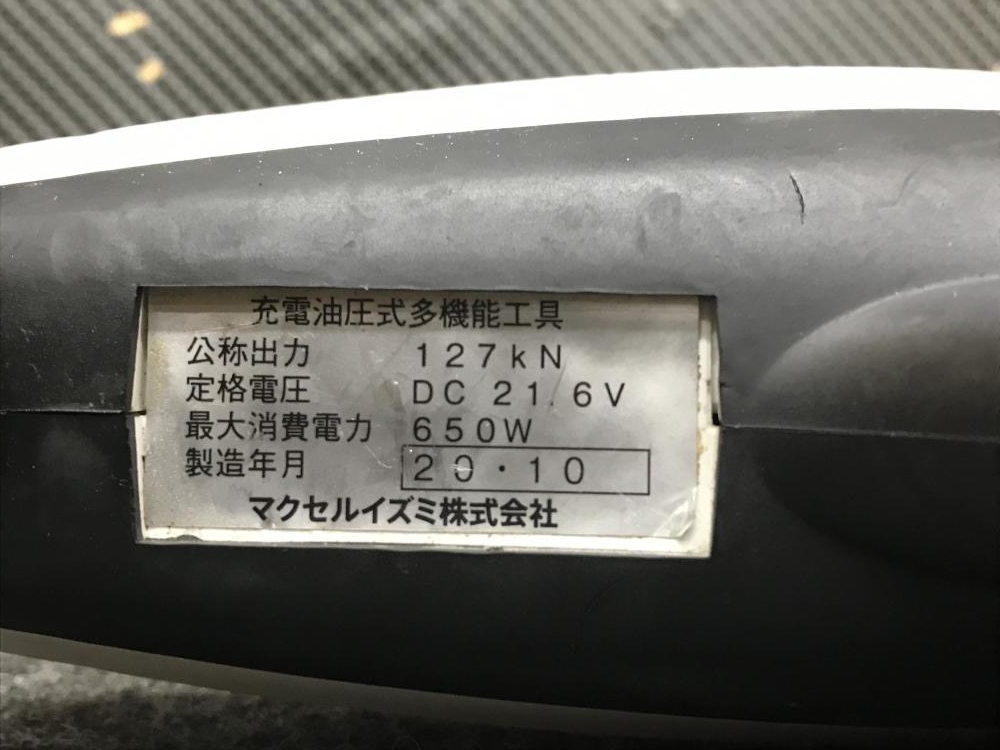 充電油圧式多機能工具
公称出力 127kN
定格電圧 DC 21.6V
最大消費電力 650W
製造年月 20・10
マクセルイズミ株式会社